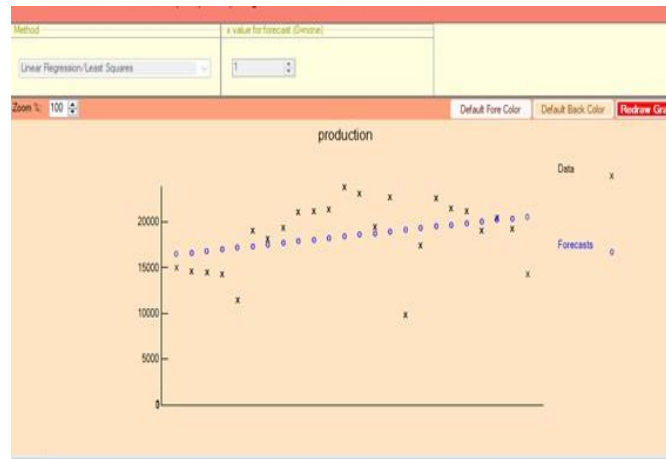 Method
x value for forecast (0=none)
Linear Regression/Least Squares
1
Zoom %: 100
Default Fore Color
Default Back Color
Redraw Gra
production
Data x
20000
Forecasts o
15000
10000
5000
0